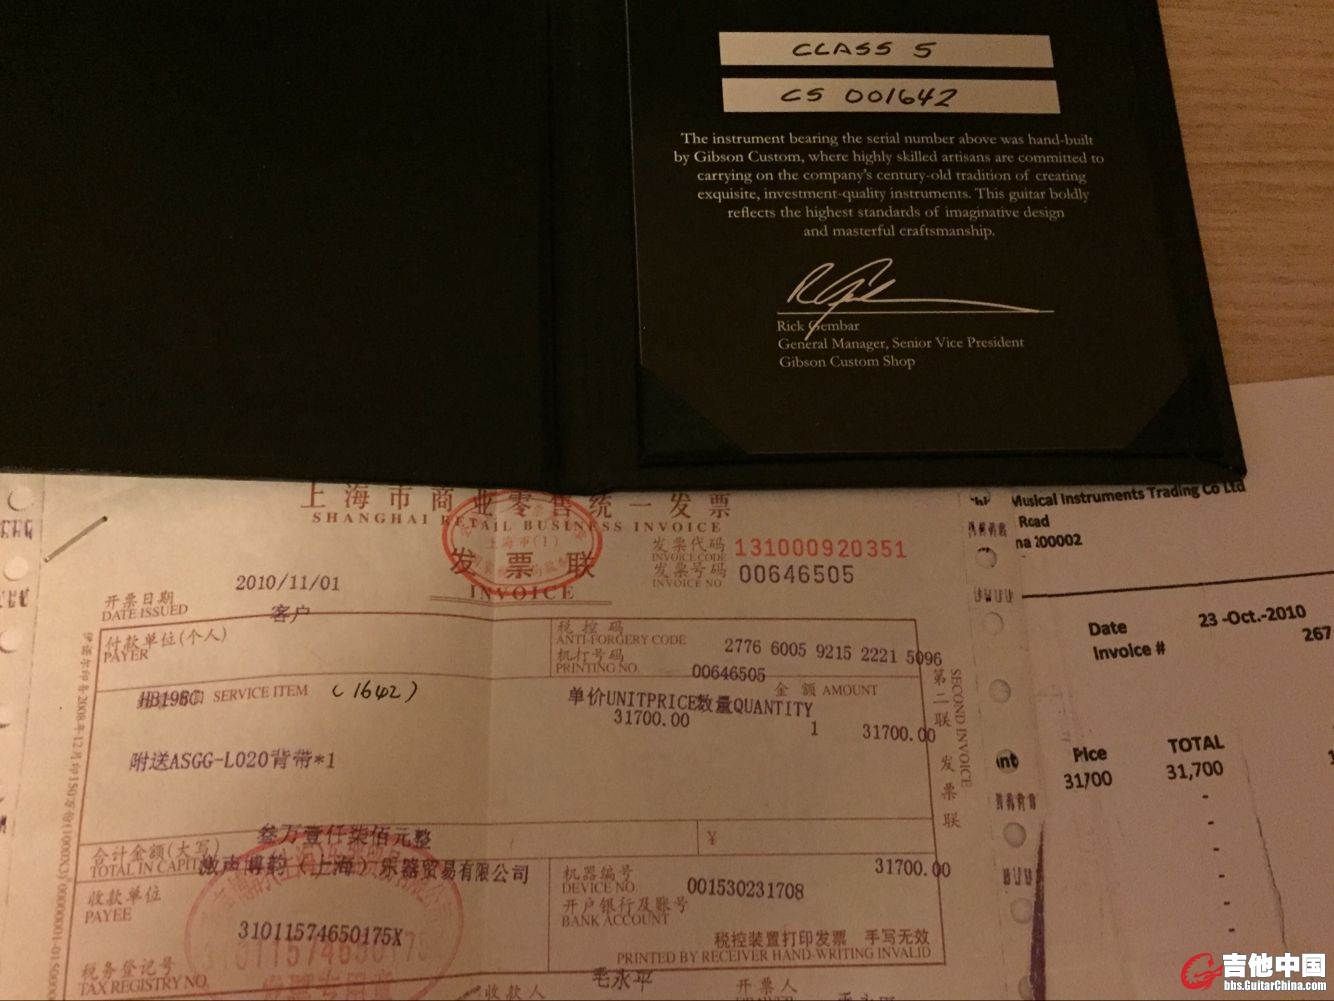 CLASS 5
CS 001642
The instrument bearing the serial number above was hand-built
by Gibson Custom, where highly skilled artisans are committed to
carrying on the company's century-old tradition of creating
exquisite, investment-quality instruments. This guitar boldly
reflects the highest standards of imaginative design
and masterful craftsmanship.
Rick Gembar
General Manager, Senior Vice President
Gibson Custom Shop
上海市商业零售统一发票
SHANGHAI RETAIL BUSINESS INVOICE
发票联
INVOICE
发票代码 131000920351
INVOICE CODE
发票号码 00646505
INVOICE NO.
开票日期 2010/11/01
DATE ISSUED
客户
付款单位(个人)
PAYER
税控码
ANTI-FORGERY CODE 2776 6005 9215 2221 5096
机打号码
PRINTING NO. 00646505
SERVICE ITEM (1642)
单价UNITPRICE数量QUANTITY 金额 AMOUNT
31700.00 1 31700.00
附送ASGG-L020背带*1
叁万壹仟柒佰元整 ¥
合计金额(大写)
TOTAL IN CAPIT
激声博韵(上海)乐器贸易有限公司
31700.00
收款单位
PAYEE
机器编号
DEVICE NO. 001530231708
开户银行及账号
BANK ACCOUNT
31011574650175X
税控装置打印发票 手写无效
PRINTED BY RECEIVER HAND-WRITING INVALID
税务登记号
TAX REGISTRY NO.
毛永平
收款人
开票人
第二联 发票联
SECOND INVOICE
Musical Instruments Trading Co Ltd
Road
na 200002
Date 23 -Oct.-2010
Invoice # 267
Price TOTAL
31700 31,700
-
-
-
-
吉他中国
bbs.GuitarChina.com